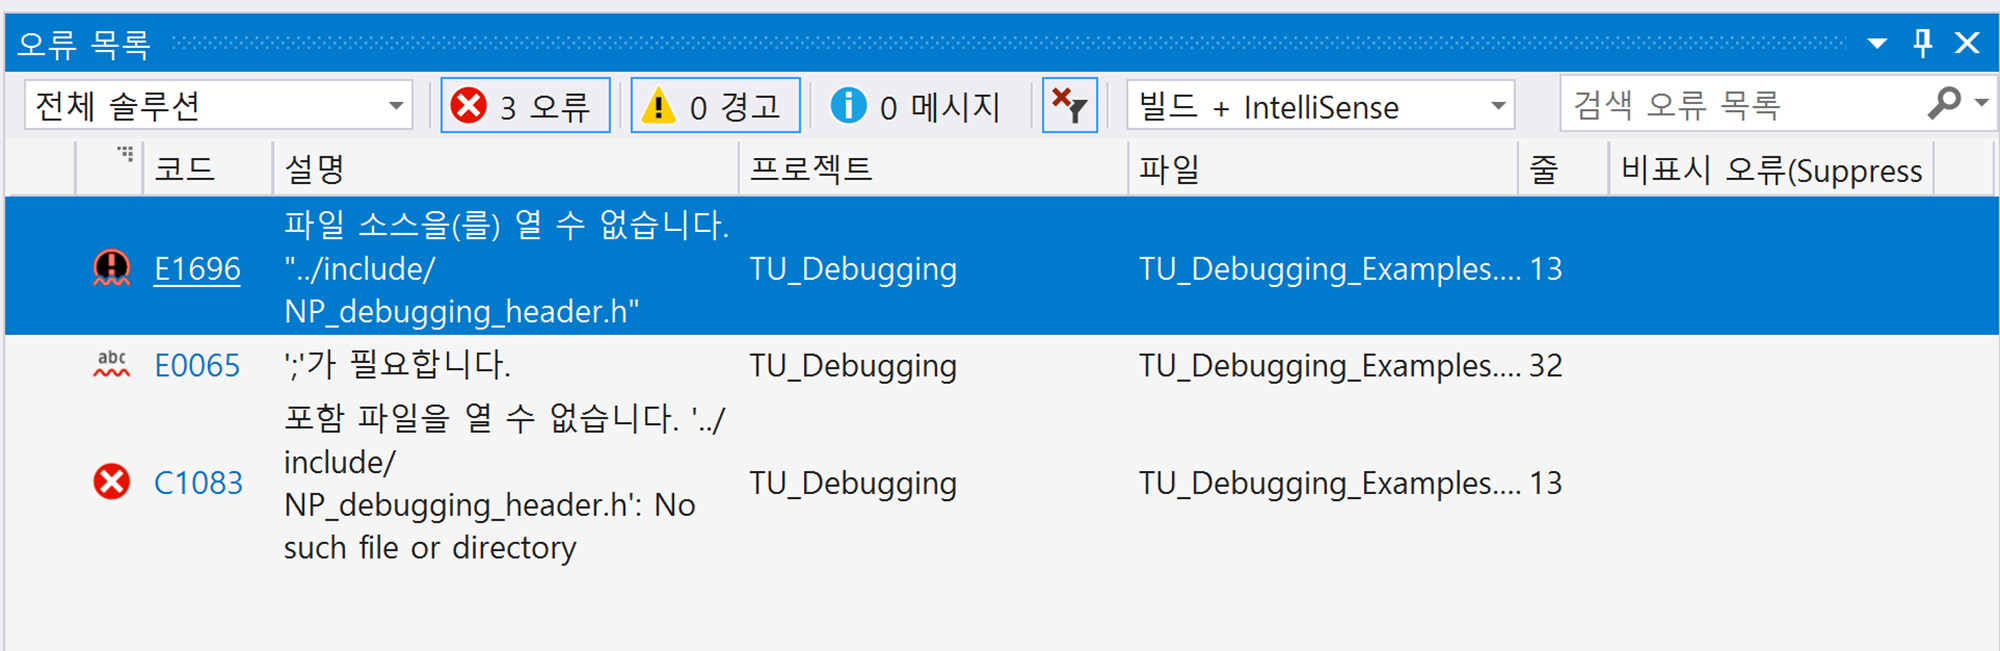 오류 목록
전체 솔루션
3 오류
0 경고
0 메시지
빌드 + IntelliSense
검색 오류 목록
코드
설명
프로젝트
파일
줄
비표시 오류(Suppress
파일 소스을(를) 열 수 없습니다.
E1696
"../include/
TU_Debugging
TU_Debugging_Examples....
13
NP_debugging_header.h"
abc
E0065
';'가 필요합니다.
TU_Debugging
TU_Debugging_Examples....
32
포함 파일을 열 수 없습니다. '../
include/
C1083
TU_Debugging
TU_Debugging_Examples....
13
NP_debugging_header.h': No
such file or directory